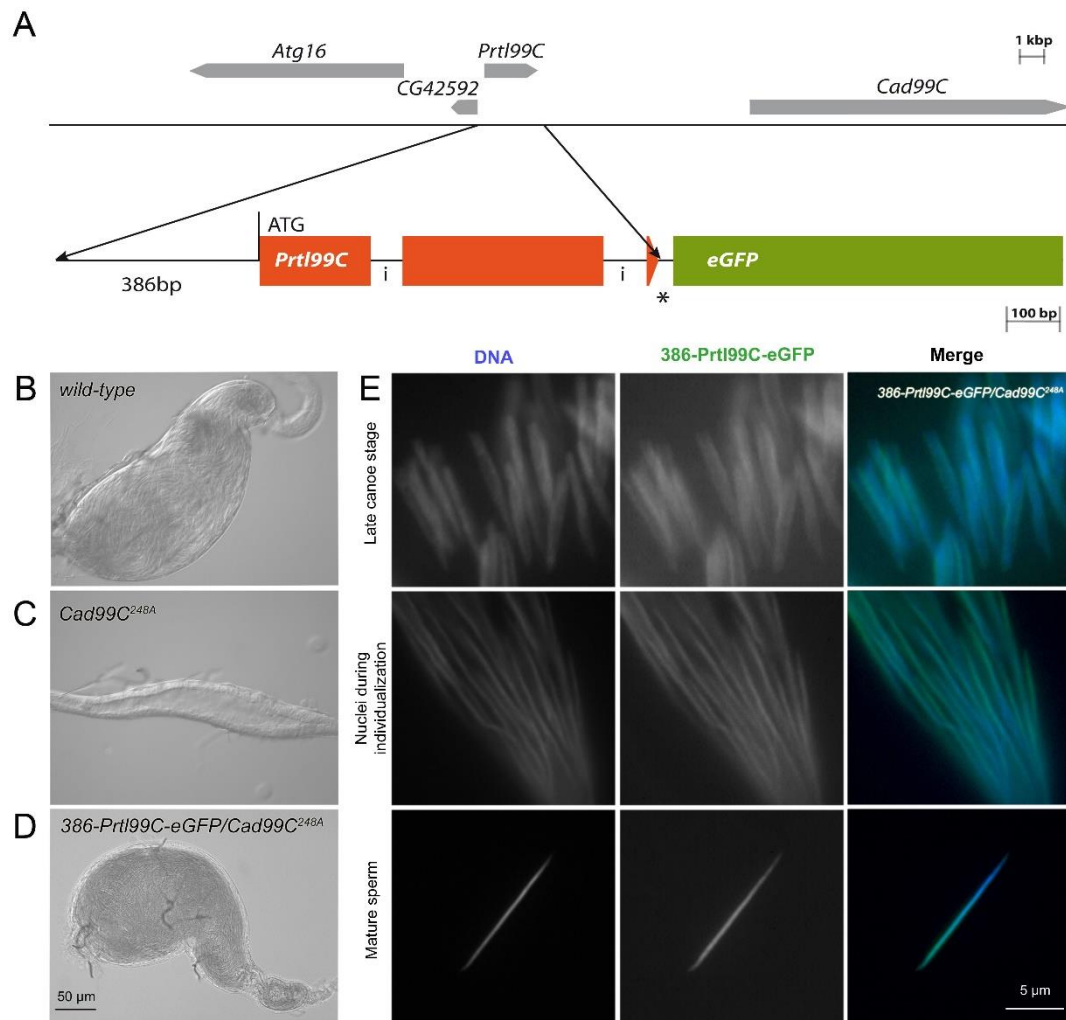 A
Atg16
Prtl99C
1 kbp
CG42592
Cad99C
ATG
Prtl99C
eGFP
386bp
i
i
*
100 bp
DNA
386-Prtl99C-eGFP
Merge
B
wild-type
E
Late canoe stage
386-Prtl99C-eGFP/Cad99C248A
C
Cad99C248A
Nuclei during
individualization
D
386-Prtl99C-eGFP/Cad99C248A
50 µm
Mature sperm
5 µm